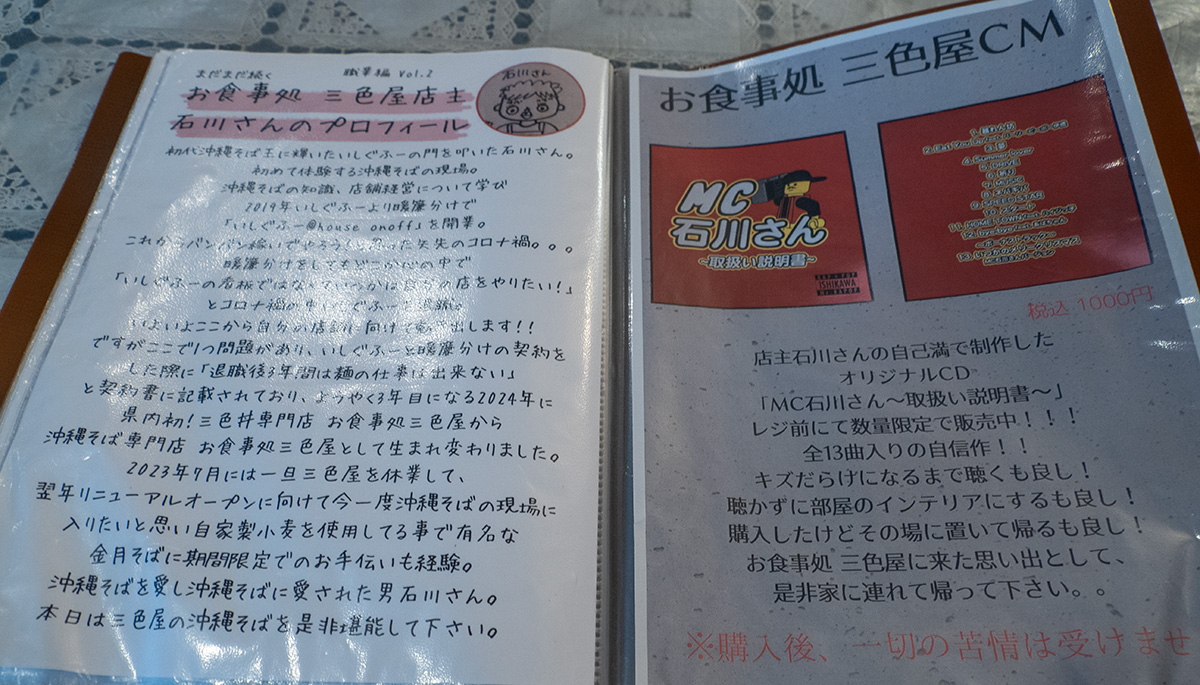 まだまだ続く 職業編 Vol.2
お食事処 三色屋店主
石川さんのプロフィール
石川さん
初代沖縄そば王に輝いたいしぐふーの門を叩いた石川さん。
初めて体験する沖縄そばの現場。
沖縄そばの知識、店舗経営について学び
2019年いしぐふーより暖簾分けで
「いしぐふー@house onoff」を開業。
これからバンバン稼いでやろうと思った矢先のコロナ禍。。。
暖簾分けをしてもどこか心の中で
「いしぐふーの看板ではなくいつかは自分の店をやりたい!」
とコロナ禍の中いしぐふーを退職。
いよいよここから自分の店創りに向けて動き出します!!
ですがここで1つ問題があり、いしぐふーと暖簾分けの契約を
した際に「退職後3年間は麺の仕事は出来ない」
と契約書に記載されており、ようやく3年目になる2024年に
県内初!三色丼専門店 お食事処三色屋から
沖縄そば専門店 お食事処三色屋として生まれ変わりました。
2023年7月には一旦三色屋を休業して、
翌年リニューアルオープンに向けて今一度沖縄そばの現場に
入りたいと思い自家製小麦を使用してる事で有名な
金月そばに期間限定でのお手伝いも経験。
沖縄そばを愛し沖縄そばに愛された男石川さん。
本日は三色屋の沖縄そばを是非堪能して下さい。
お食事処 三色屋CM
MC
石川さん
~取扱い説明書~
ISHIKAWA
4. Summer lover
5. DRIVE
税込 1000円
店主石川さんの自己満で制作した
オリジナルCD
「MC石川さん~取扱い説明書~」
レジ前にて数量限定で販売中!!!
全13曲入りの自信作!!
キズだらけになるまで聴くも良し!
聴かずに部屋のインテリアにするも良し!
購入したけどその場に置いて帰るも良し!
お食事処 三色屋に来た思い出として、
是非家に連れて帰って下さい。。
※購入後、一切の苦情は受けませ